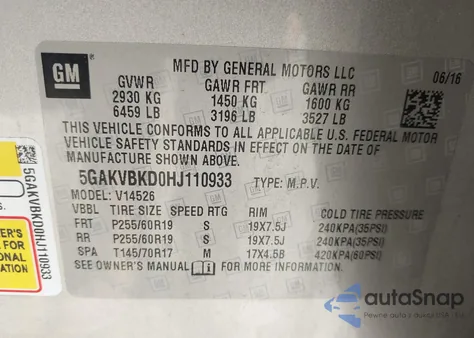 GM
MFD BY GENERAL MOTORS LLC
06/16
GVWR GAWR FRT GAWR RR
2930 KG 1450 KG 1600 KG
6459 LB 3196 LB 3527 LB
THIS VEHICLE CONFORMS TO ALL APPLICABLE U.S. FEDERAL MOTOR
VEHICLE SAFETY STANDARDS IN EFFECT ON THE DATE OF
MANUFACTURE SHOWN ABOVE.
5GAKVBKD0HJ110933 TYPE: M.P.V.
MODEL: V14526
VBBL TIRE SIZE SPEED RTG RIM COLD TIRE PRESSURE
FRT P255/60R19 S 19X7.5J 240KPA(35PSI)
RR P255/60R19 S 19X7.5J 240KPA(35PSI)
SPA T145/70R17 M 17X4.5B 420KPA(60PSI)
SEE OWNER'S MANUAL FOR MORE INFORMATION
5GAKVBKD0HJ110933
FOR
ONAL
ION
autoSnap